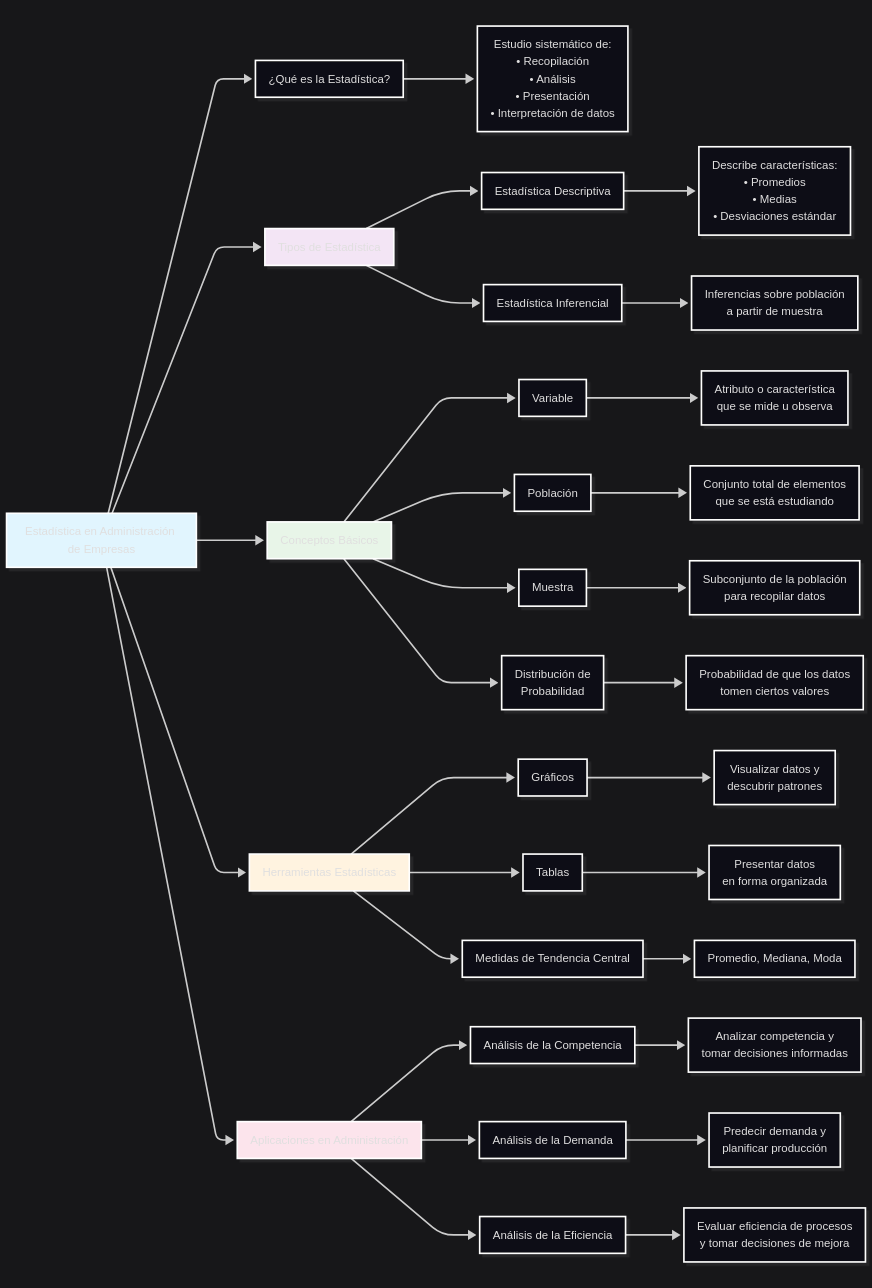 ¿Qué es la Estadística?
Estudio sistemático de:
• Recopilación
• Análisis
• Presentación
• Interpretación de datos
Tipos de Estadística
Estadística Descriptiva
Describe características:
• Promedios
• Medias
• Desviaciones estándar
Estadística Inferencial
Inferencias sobre población
a partir de muestra
Estadística en Administración
de Empresas
Conceptos Básicos
Variable
Atributo o característica
que se mide u observa
Población
Conjunto total de elementos
que se está estudiando
Muestra
Subconjunto de la población
para recopilar datos
Distribución de
Probabilidad
Probabilidad de que los datos
tomen ciertos valores
Herramientas Estadísticas
Gráficos
Visualizar datos y
descubrir patrones
Tablas
Presentar datos
en forma organizada
Medidas de Tendencia Central
Promedio, Mediana, Moda
Aplicaciones en Administración
Análisis de la Competencia
Analizar competencia y
tomar decisiones informadas
Análisis de la Demanda
Predecir demanda y
planificar producción
Análisis de la Eficiencia
Evaluar eficiencia de procesos
y tomar decisiones de mejora